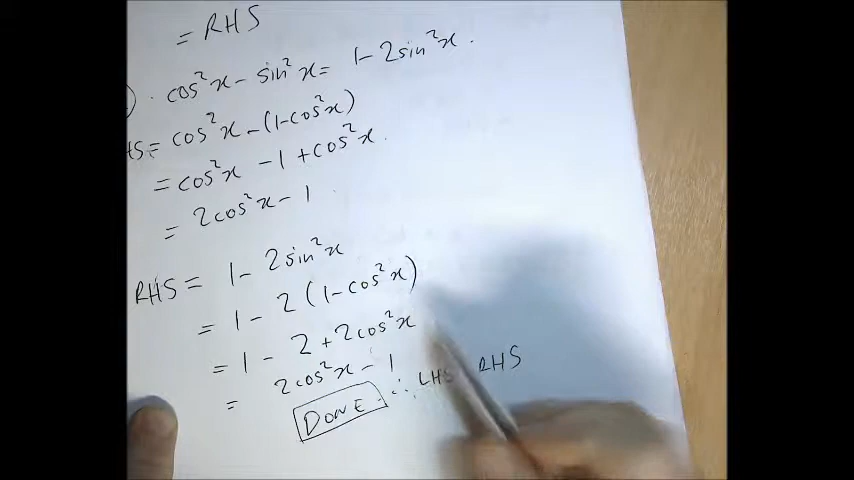 = RHS
) . cos²x - sin²x = 1 - 2sin²x .
HS = cos²x - (1-cos²x)
= cos²x - 1 + cos²x .
= 2cos²x - 1
RHS = 1 - 2sin²x
= 1 - 2 (1-cos²x)
= 1 - 2 + 2cos²x
= 2cos²x - 1
DONE ∴ LHS RHS